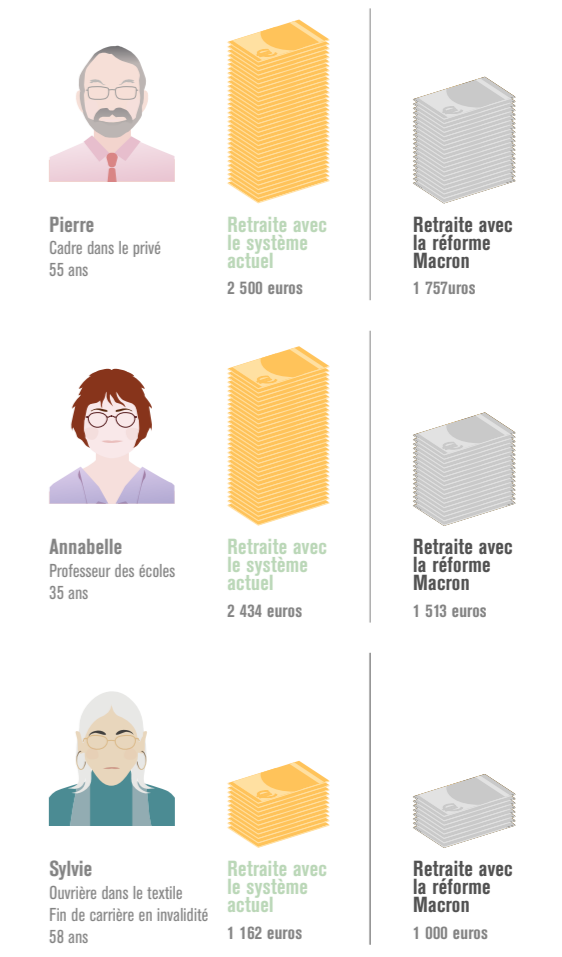 Pierre
Cadre dans le privé
55 ans
Retraite avec
le système
actuel
2 500 euros
Retraite avec
la réforme
Macron
1 757uros
Annabelle
Professeur des écoles
35 ans
Retraite avec
le système
actuel
2 434 euros
Retraite avec
la réforme
Macron
1 513 euros
Sylvie
Ouvrière dans le textile
Fin de carrière en invalidité
58 ans
Retraite avec
le système
actuel
1 162 euros
Retraite avec
la réforme
Macron
1 000 euros